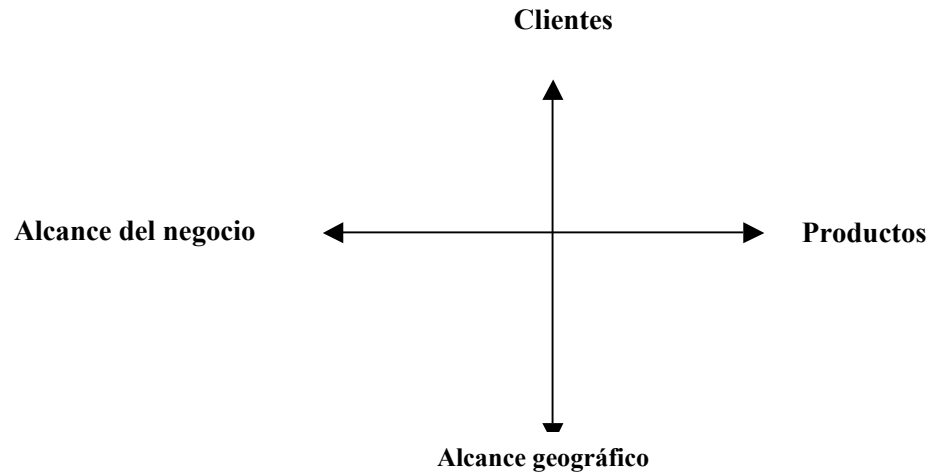 Clientes
Alcance del negocio
Productos
Alcance geográfico